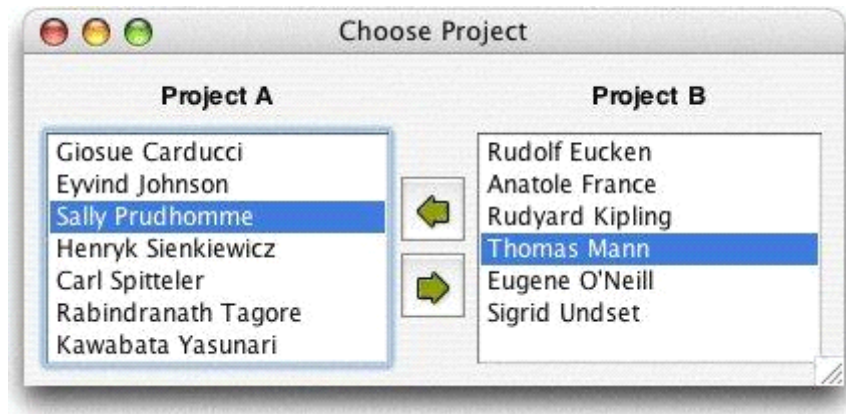 Choose Project
Project A
Giosue Carducci
Eyvind Johnson
Sally Prudhomme
Henryk Sienkiewicz
Carl Spitteler
Rabindranath Tagore
Kawabata Yasunari
Project B
Rudolf Eucken
Anatole France
Rudyard Kipling
Thomas Mann
Eugene O'Neill
Sigrid Undset